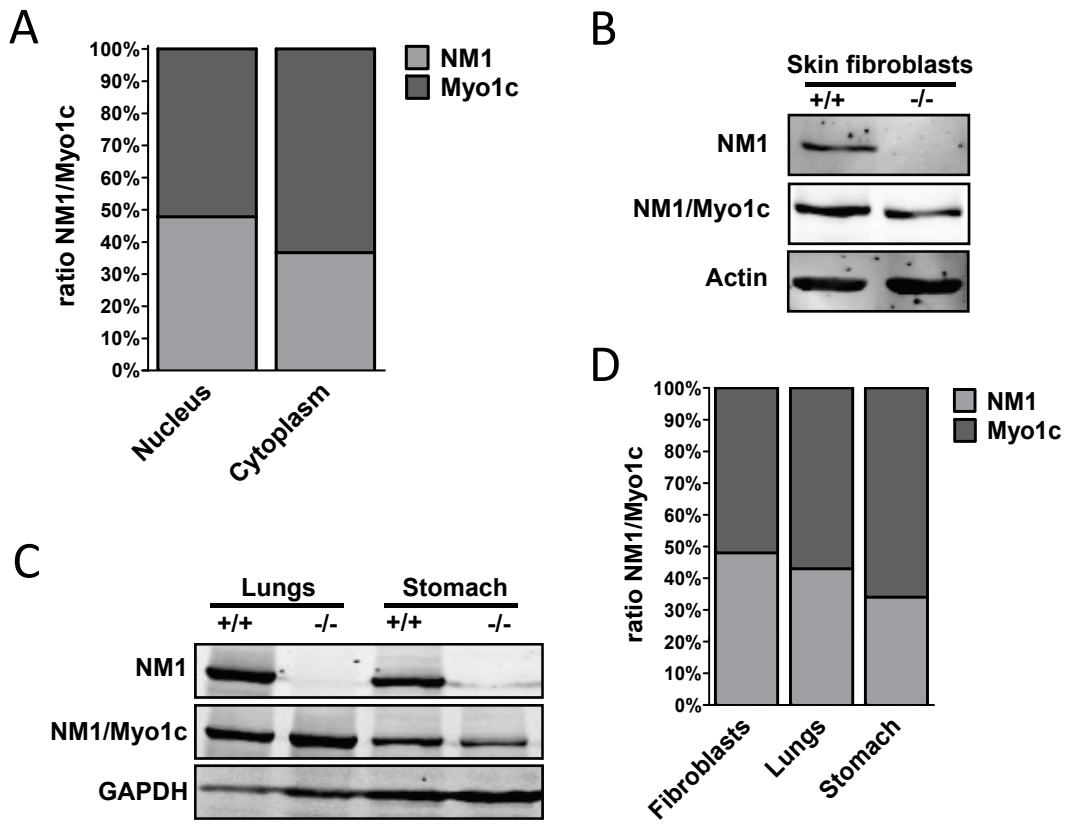 A
100%
90%
80%
70%
60%
50%
40%
30%
20%
10%
0%
ratio NM1/Myo1c
Nucleus
Cytoplasm
NM1
Myo1c
B
Skin fibroblasts
+/+ -/-
NM1
NM1/Myo1c
Actin
C
Lungs Stomach
+/+ -/- +/+ -/-
NM1
NM1/Myo1c
GAPDH
D
100%
90%
80%
70%
60%
50%
40%
30%
20%
10%
0%
ratio NM1/Myo1c
Fibroblasts
Lungs
Stomach
NM1
Myo1c